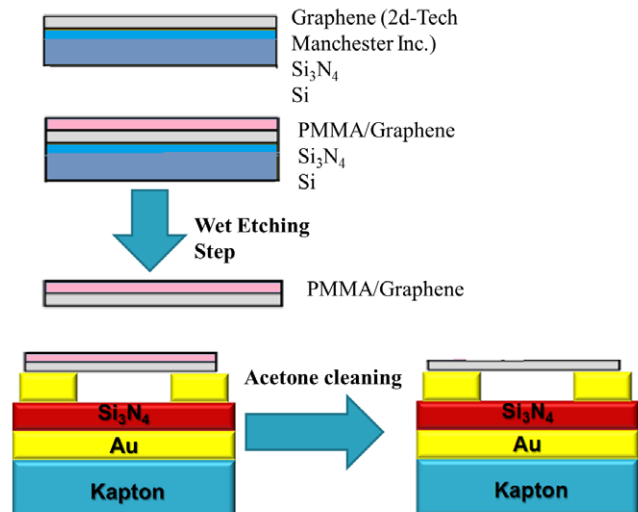 Graphene (2d-Tech
Manchester Inc.)
Si₃N₄
Si
PMMA/Graphene
Si₃N₄
Si
Wet Etching
Step
PMMA/Graphene
Acetone cleaning
Si₃N₄
Au
Kapton
Si₃N₄
Au
Kapton